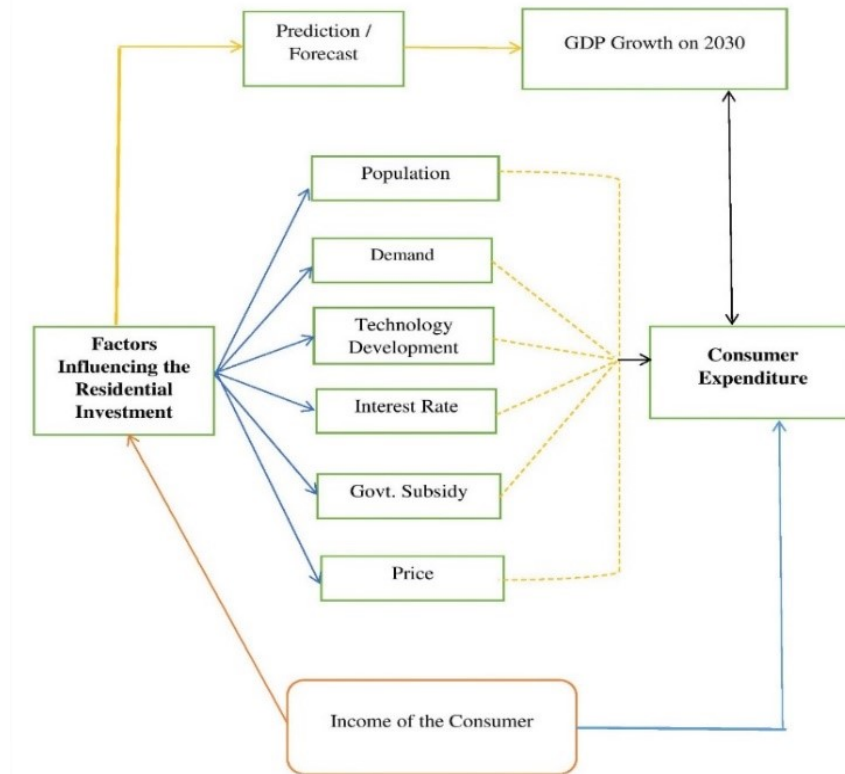 Prediction /
Forecast
GDP Growth on 2030
Population
Demand
Technology
Development
Factors
Influencing the
Residential
Investment
Consumer
Expenditure
Interest Rate
Govt. Subsidy
Price
Income of the Consumer